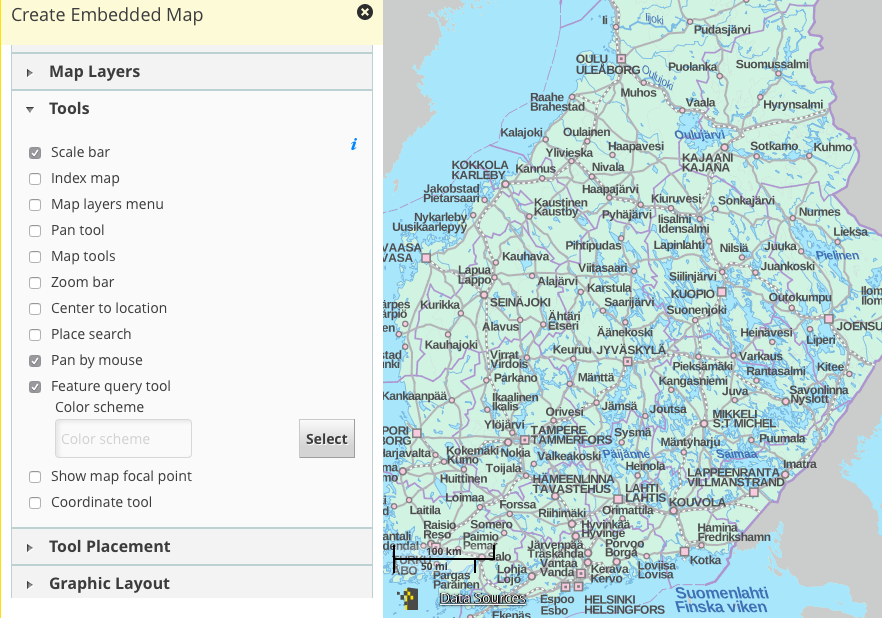 Create Embedded Map
Map Layers
Tools
Scale bar
Index map
Map layers menu
Pan tool
Map tools
Zoom bar
Center to location
Place search
Pan by mouse
Feature query tool
Color scheme
Color scheme
Select
Show map focal point
Coordinate tool
Tool Placement
Graphic Layout
Ii
Iijoki
Pudasjärvi
OULU
ULEÅBORG
Oulujoki
Puolanka
Suomussalmi
Raahe
Brahestad
Muhos
Vaala
Hyrynsalmi
Kalajoki
Oulainen
Oulujärvi
Ylivieska
Haapavesi
Sotkamo
Kuhmo
KAJAANI
KAJANA
KOKKOLA
KARLEBY
Kannus
Nivala
Jakobstad
Pietarsaari
Haapajärvi
Kaustinen
Kaustby
Kiuruvesi
Sonkajärvi
Nykarleby
Uusikaarlepyy
Pyhäjärvi
Iisalmi
Idensalmi
Nurmes
Lieksa
VAASA
VASA
Pihtipudas
Lapinlahti
Nilsiä
Juuka
Pielinen
Kauhava
Lapua
Lappo
Viitasaari
Siilinjärvi
Juankoski
Alajärvi
Karstula
KUOPIO
Outokumpu
Ilom
Ilom
Kurikka
SEINÄJOKI
Saarijärvi
Suonenjoki
Ähtäri
Etseri
Alavus
Äänekoski
Heinävesi
JOENSU
Liperi
Kauhajoki
Virrat
Virdois
Keuruu
JYVÄSKYLÄ
Varkaus
Pieksämäki
Rantasalmi
Kitee
Parkano
Mänttä
Kangasniemi
Juva
Savonlinna
Nyslott
Kankaanpää
Ikaalinen
Ikalis
Orivesi
Jämsä
Joutsa
MIKKELI
S:T MICHEL
PORI
BORG
Ylöjärvi
TAMPERE
TAMMERFORS
Sysmä
Mäntyharju
Puumala
Harjavalta
Kokemäki
Kumo
Nokia
Valkeakoski
Päijänne
Saimaa
Toijala
Heinola
Imatra
Huittinen
HÄMEENLINNA
TAVASTEHUS
LAPPEENRANTA
VILLMANSTRAND
Loimaa
LAHTI
LAHTIS
KOUVOLA
Laitila
Forssa
Riihimäki
Orimattila
Raisio
Reso
Somero
Hyvinkää
Hyvinge
Hamina
Fredrikshamn
Paimio
Pemar
Järvenpää
Träskända
Porvoo
Borgå
100 km
Salo
Vantaa
Vanda
Kotka
ÅBO
50 mi
Lohja
Lojo
Kerava
Kervo
Loviisa
Lovisa
Pargas
Parainen
Data Sources
Espoo
Esbo
HELSINKI
HELSINGFORS
Suomenlahti
Finska viken
Ekenäs